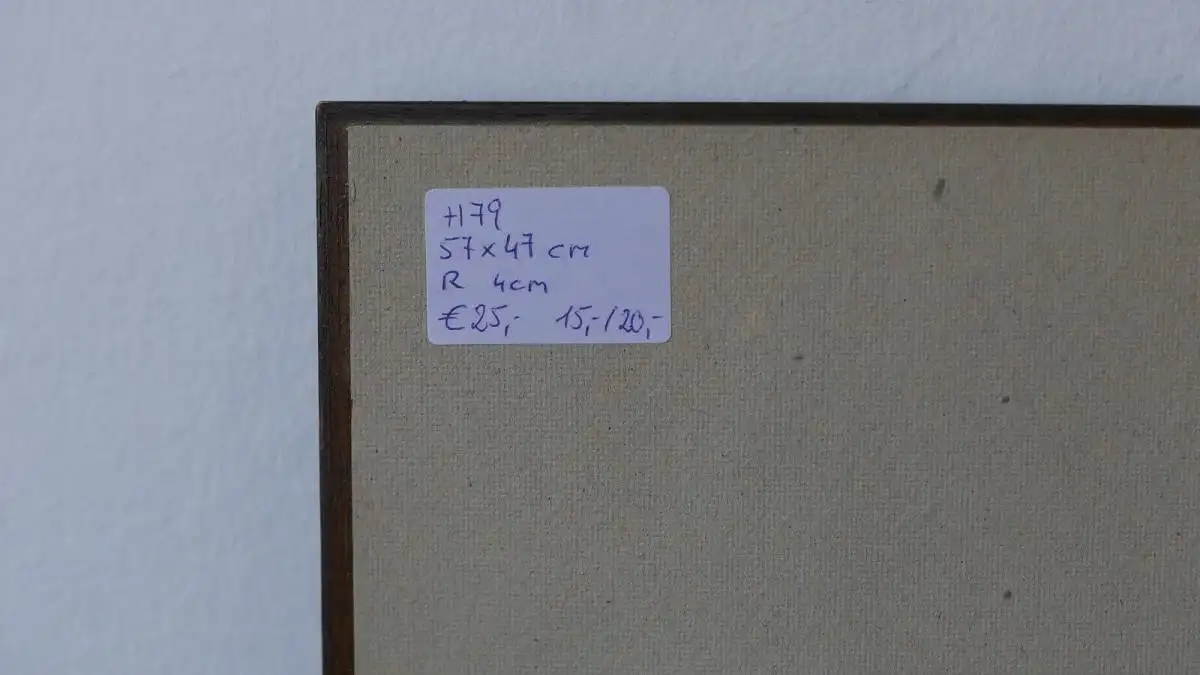 H79
57x47 cm
R 4cm
€25,- 15,-/20,-